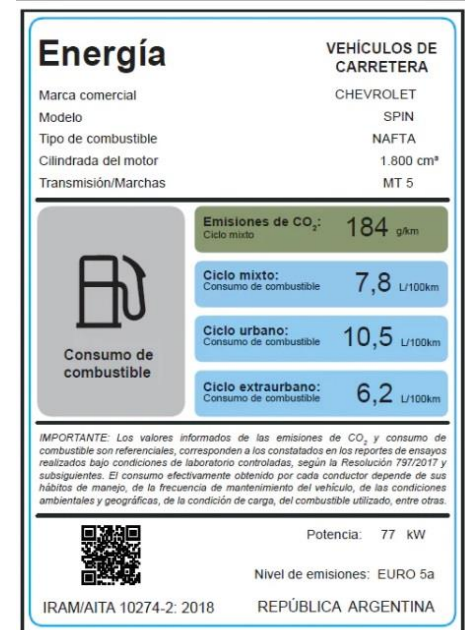 Energía
VEHÍCULOS DE
CARRETERA
Marca comercial CHEVROLET
Modelo SPIN
Tipo de combustible NAFTA
Cilindrada del motor 1.800 cm³
Transmisión/Marchas MT 5
Consumo de
combustible
Emisiones de CO₂:
Ciclo mixto
184 g/km
Ciclo mixto:
Consumo de combustible
7,8 L/100km
Ciclo urbano:
Consumo de combustible
10,5 L/100km
Ciclo extraurbano:
Consumo de combustible
6,2 L/100km
IMPORTANTE: Los valores informados de las emisiones de CO₂ y consumo de
combustible son referenciales, corresponden a los constatados en los reportes de ensayos
realizados bajo condiciones de laboratorio controladas, según la Resolución 797/2017 y
subsiguientes. El consumo efectivamente obtenido por cada conductor depende de sus
hábitos de manejo, de la frecuencia de mantenimiento del vehículo, de las condiciones
ambientales y geográficas, de la condición de carga, del combustible utilizado, entre otras.
Potencia: 77 kW
Nivel de emisiones: EURO 5a
IRAM/AITA 10274-2: 2018 REPÚBLICA ARGENTINA